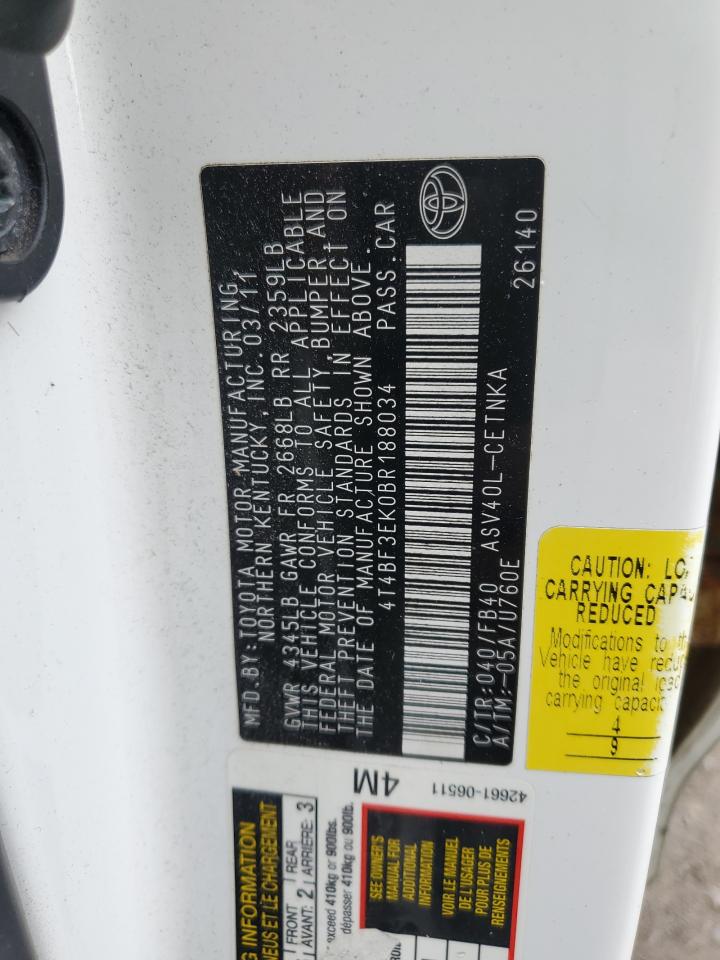 MFD.BY:TOYOTA MOTOR MANUFACTURING,
NORTHERN KENTUCKY, INC. 03/11
GVWR 4345LB GAWR FR 2668LB RR 2359LB
THIS VEHICLE CONFORMS TO ALL APPLICABLE
FEDERAL MOTOR VEHICLE SAFETY,BUMPER,AND
THEFT PREVENTION STANDARDS IN EFFECT ON
THE DATE OF MANUFACTURE SHOWN ABOVE.
4T4BF3EK0BR188034 PASS.CAR
C/TR:040/FB40 ASV40L-CETNKA
A/TM:-05A/U760E 26140
CAUTION: LO
CARRYING CAPA
REDUCED
Modifications to th
Vehicle have redu
the original
carrying capaci
4
9
INFORMATION
ET LE CHARGEMENT
FRONT | REAR
AVANT: 2 | ARRIÈRE: 3
exceed 410kg or 900lbs.
dépasser 410kg ou 900lb.
4M
42661-06511
SEE OWNER'S
MANUAL FOR
ADDITIONAL
INFORMATION
VOIR LE MANUEL
DE L'USAGER
POUR PLUS DE
RENSEIGNEMENTS